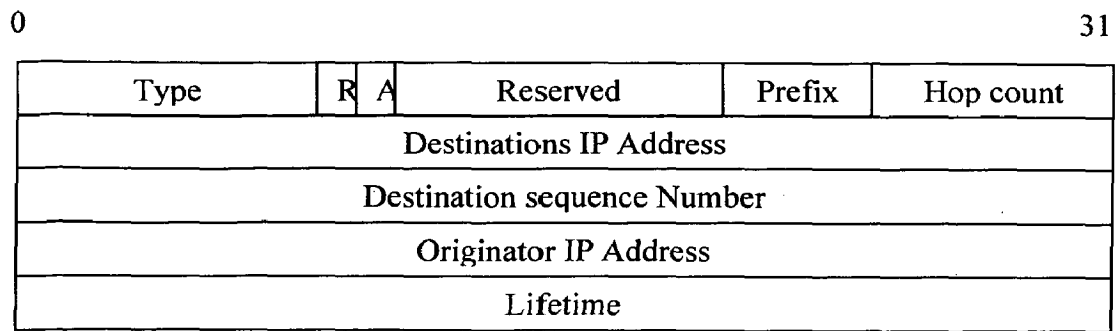 0 31
Type R A Reserved Prefix Hop count
Destinations IP Address
Destination sequence Number
Originator IP Address
Lifetime